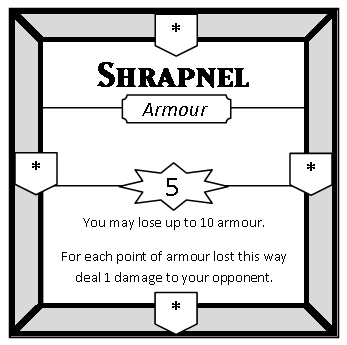 *
SHRAPNEL
Armour
* *
5
You may lose up to 10 armour.
For each point of armour lost this way
deal 1 damage to your opponent.
*